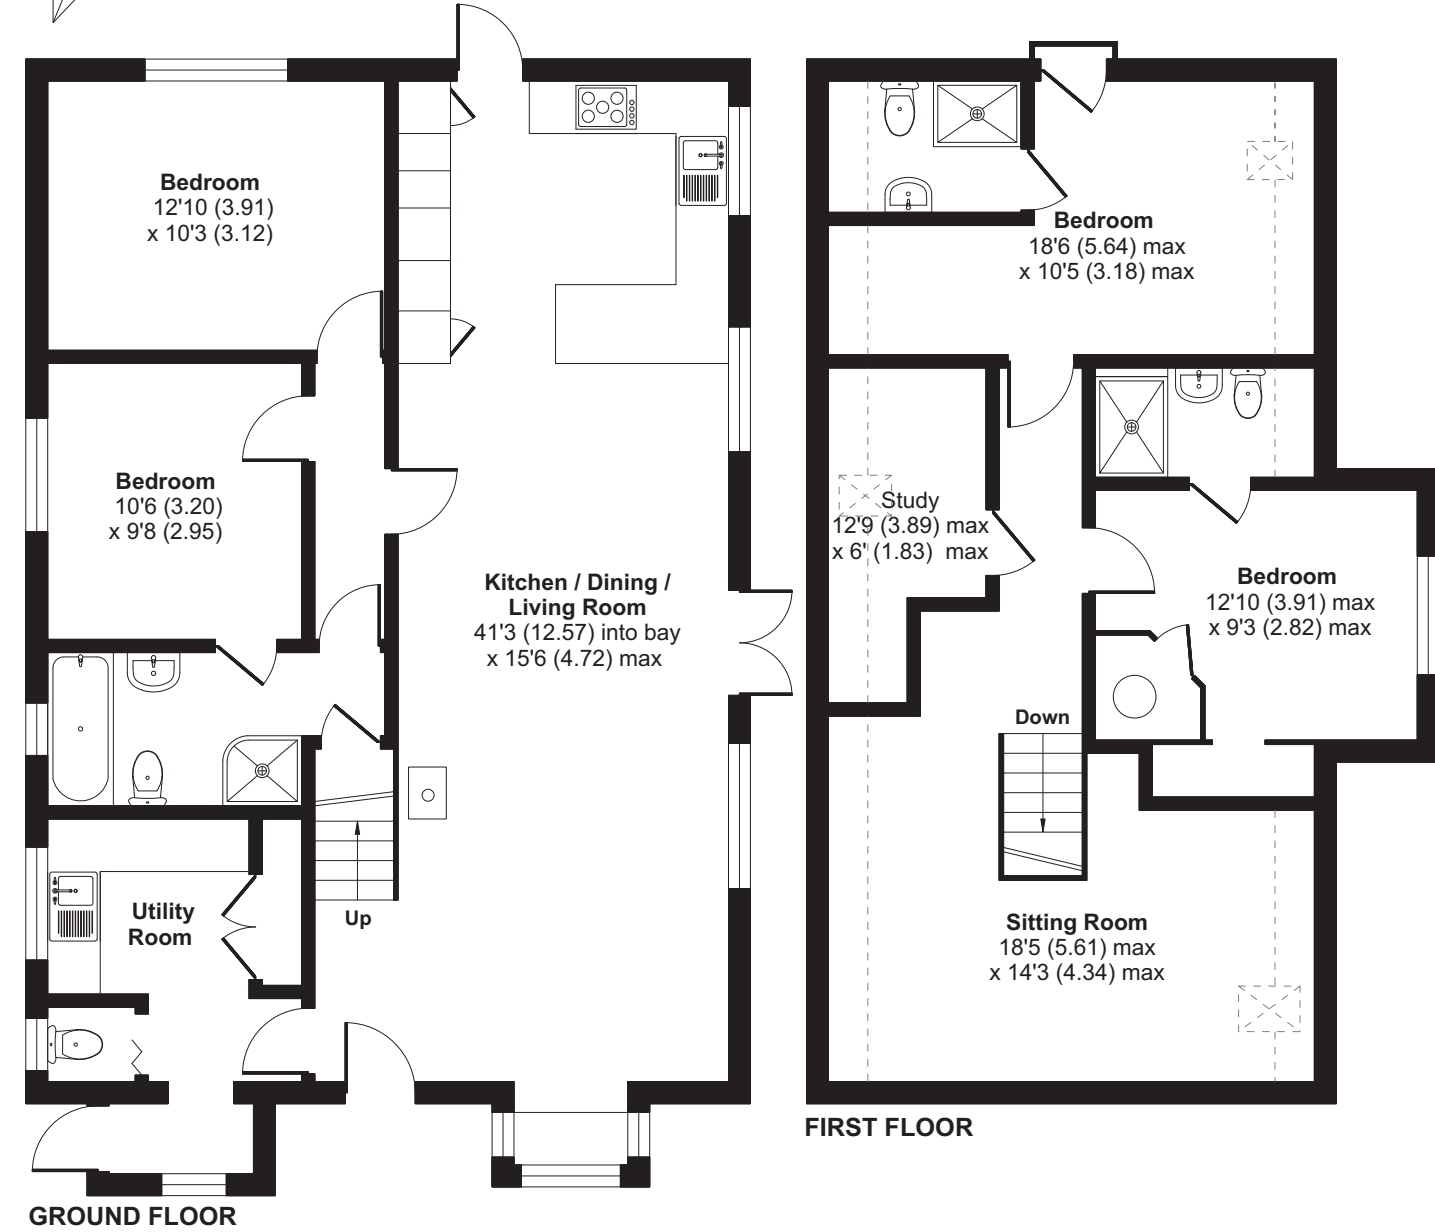 Bedroom
12'10 (3.91)
x 10'3 (3.12)
Bedroom
10'6 (3.20)
x 9'8 (2.95)
Kitchen / Dining /
Living Room
41'3 (12.57) into bay
x 15'6 (4.72) max
Utility
Room
Up
GROUND FLOOR
Bedroom
18'6 (5.64) max
x 10'5 (3.18) max
Study
12'9 (3.89) max
x 6' (1.83) max
Bedroom
12'10 (3.91) max
x 9'3 (2.82) max
Down
Sitting Room
18'5 (5.61) max
x 14'3 (4.34) max
FIRST FLOOR